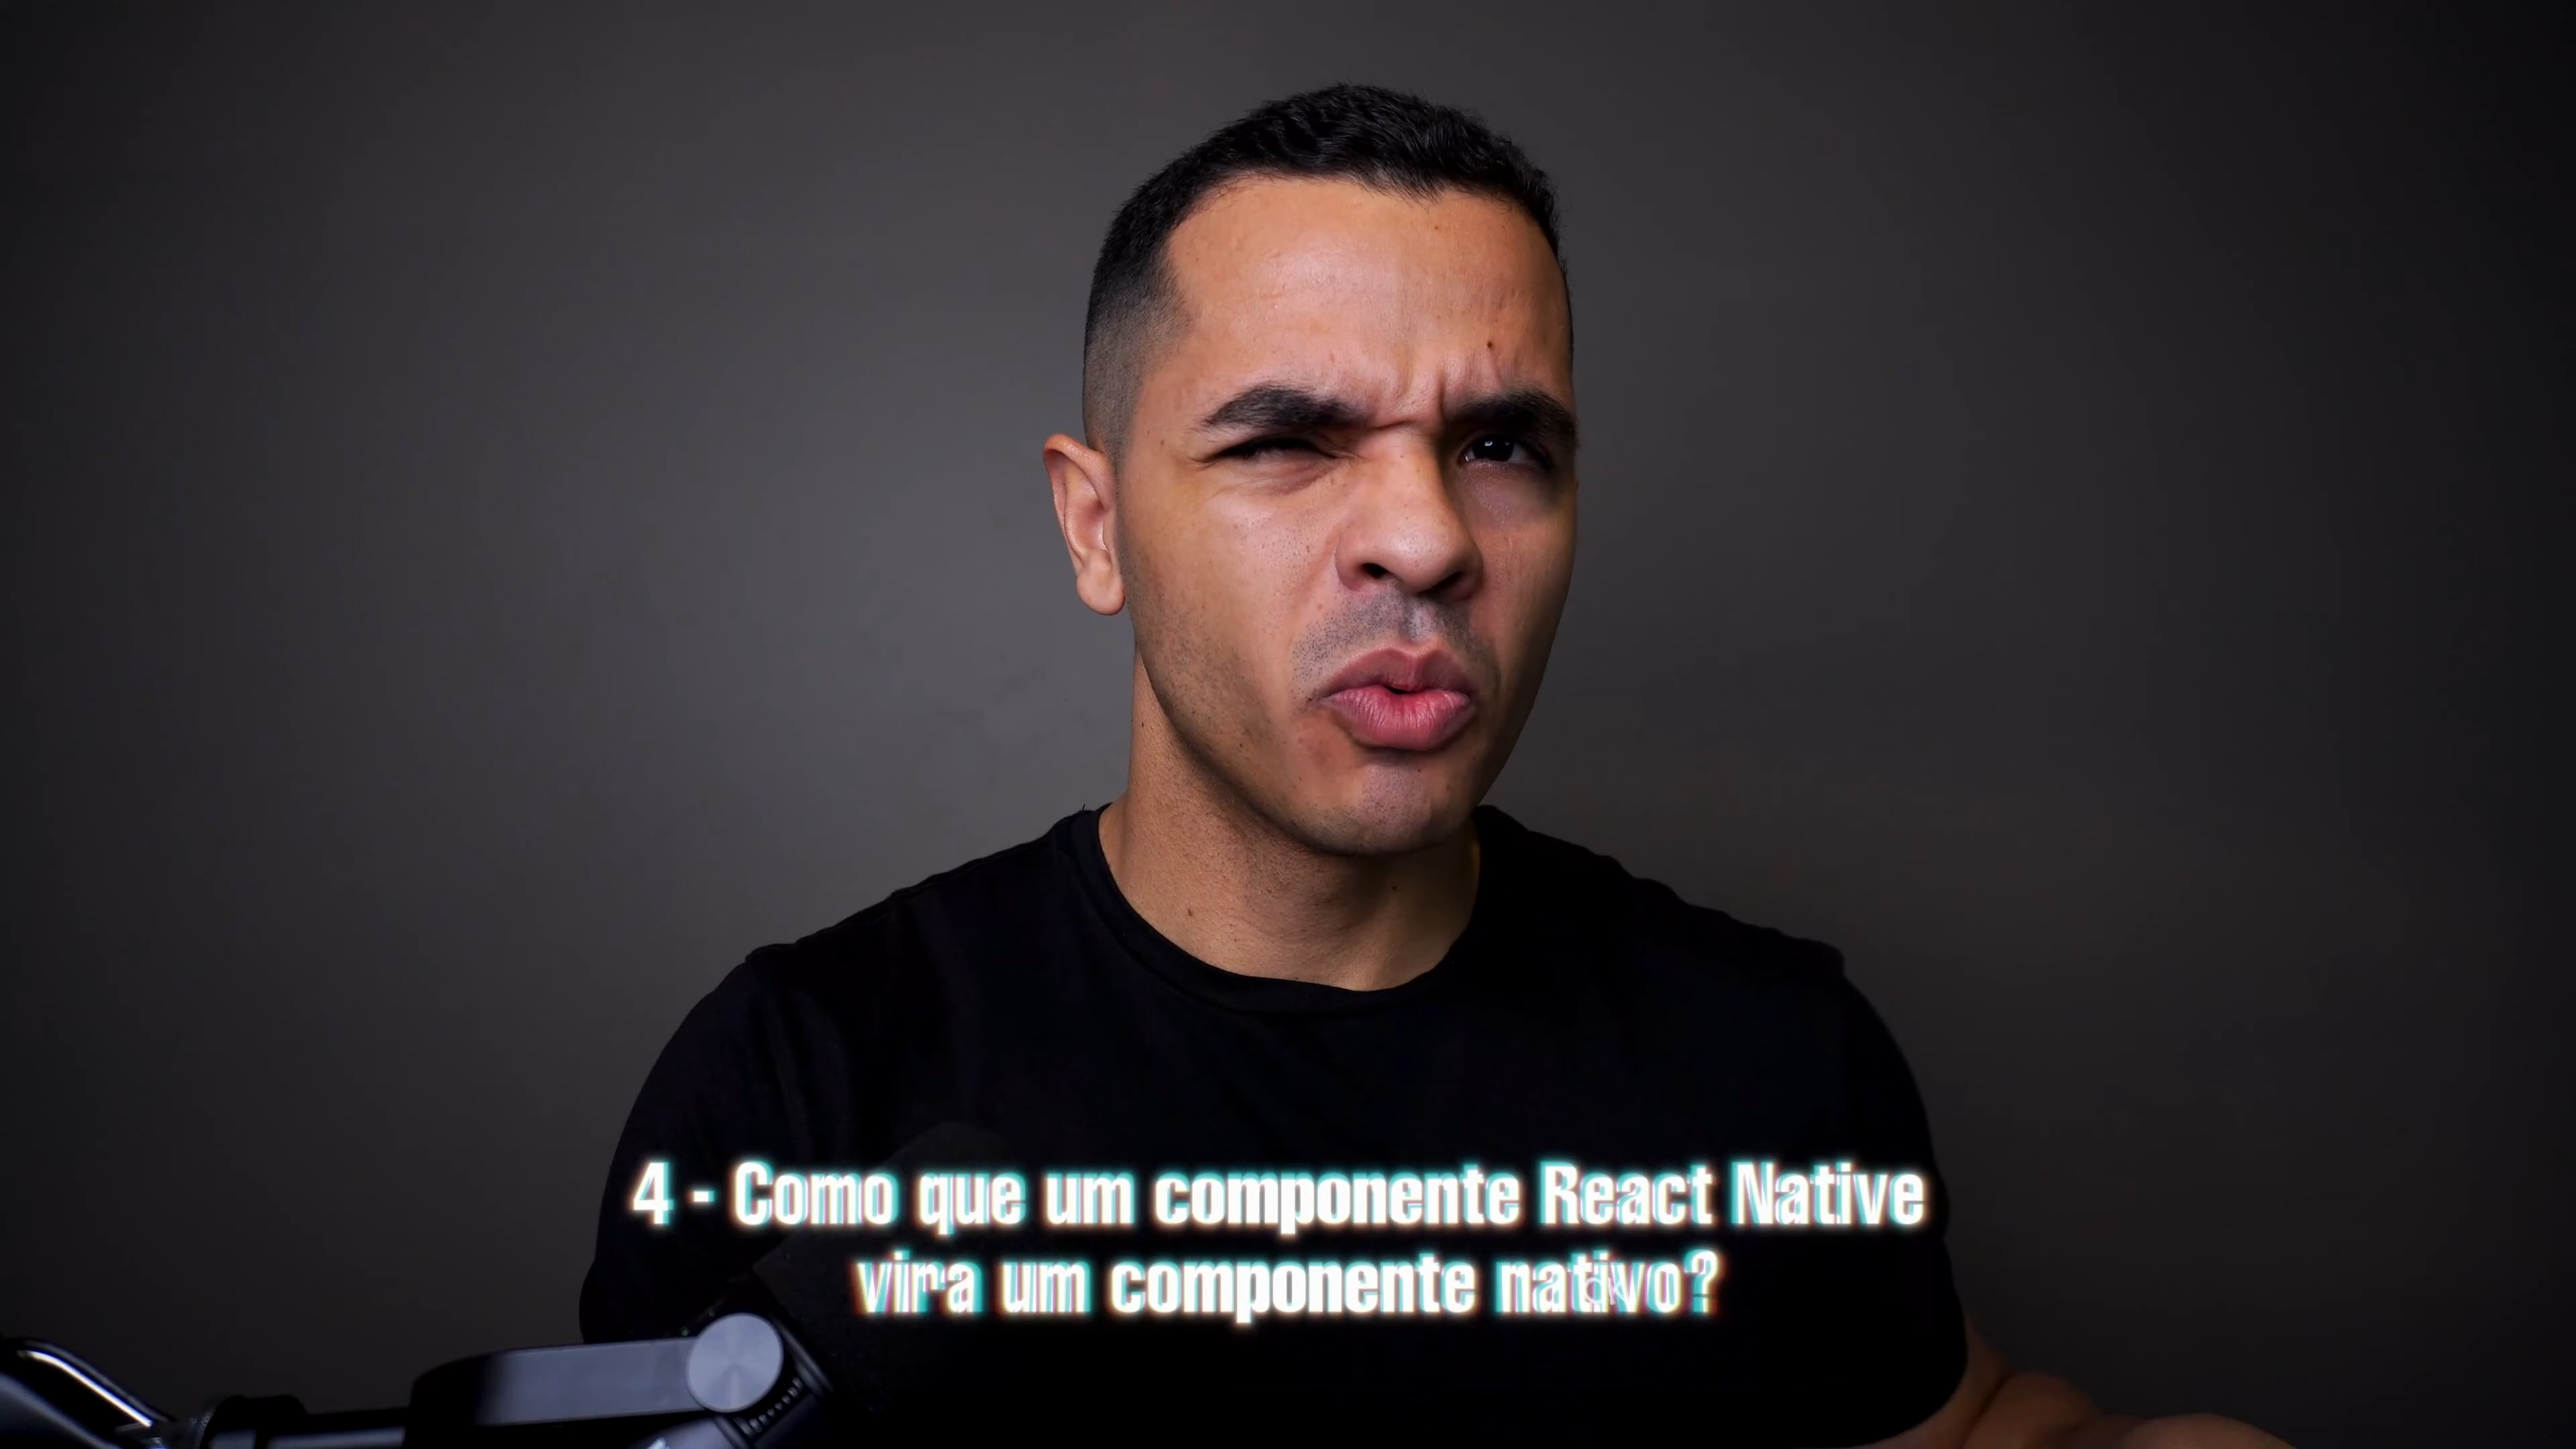 4 - Como que um componente React Native
vira um componente nativo?